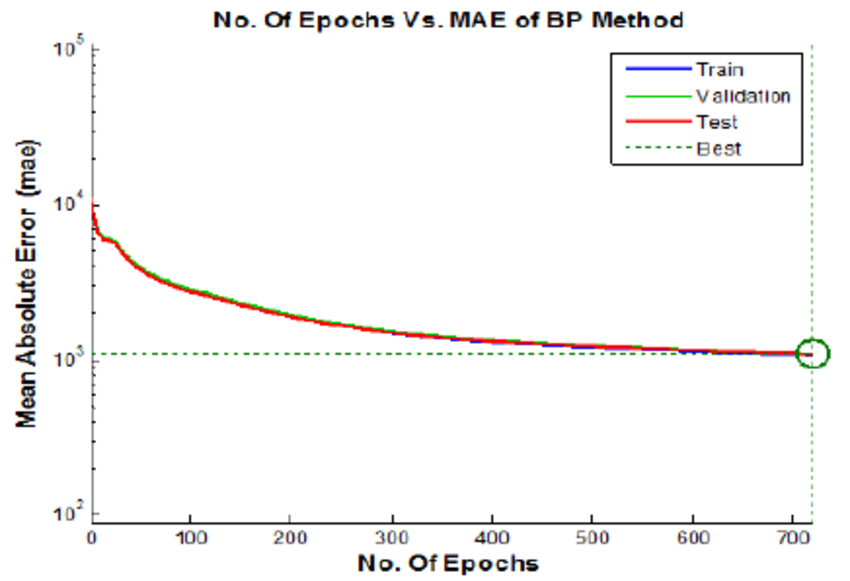 No. Of Epochs Vs. MAE of BP Method
10^5
10^4
10^3
10^2
Mean Absolute Error (mae)
Train
Validation
Test
Best
0 100 200 300 400 500 600 700
No. Of Epochs